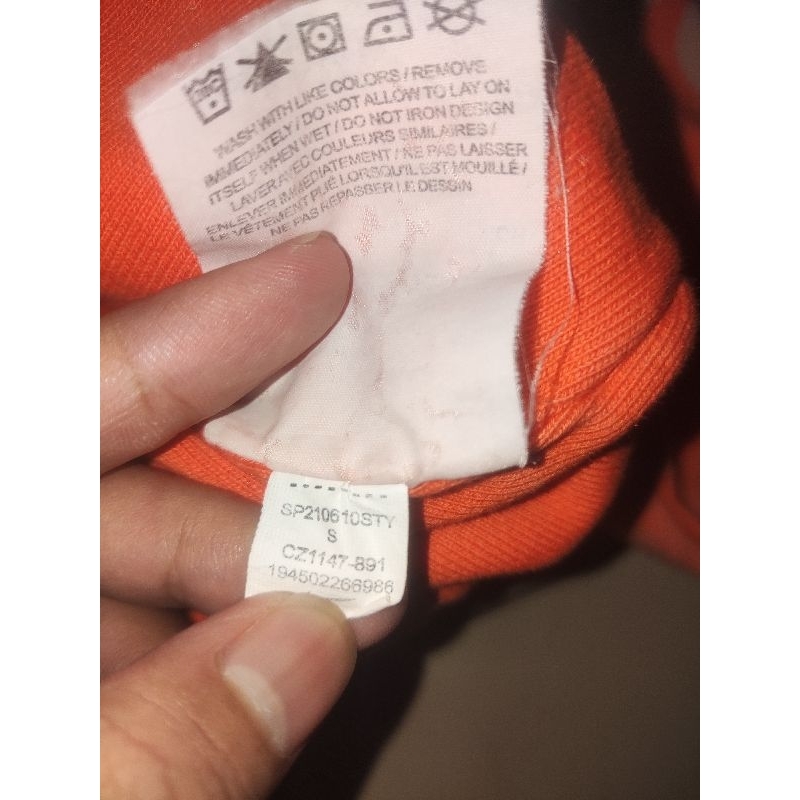 WASH WITH LIKE COLORS / REMOVE
IMMEDIATELY / DO NOT ALLOW TO LAY ON
ITSELF WHEN WET / DO NOT IRON DESIGN
LAVER AVEC COULEURS SIMILAIRES /
ENLEVER IMMÉDIATEMENT / NE PAS LAISSER
LE VÊTEMENT PLIÉ LORSQU'IL EST MOUILLÉ /
NE PAS REPASSER LE DESSIN
SP210610STY
S
CZ1147-891
194502266986